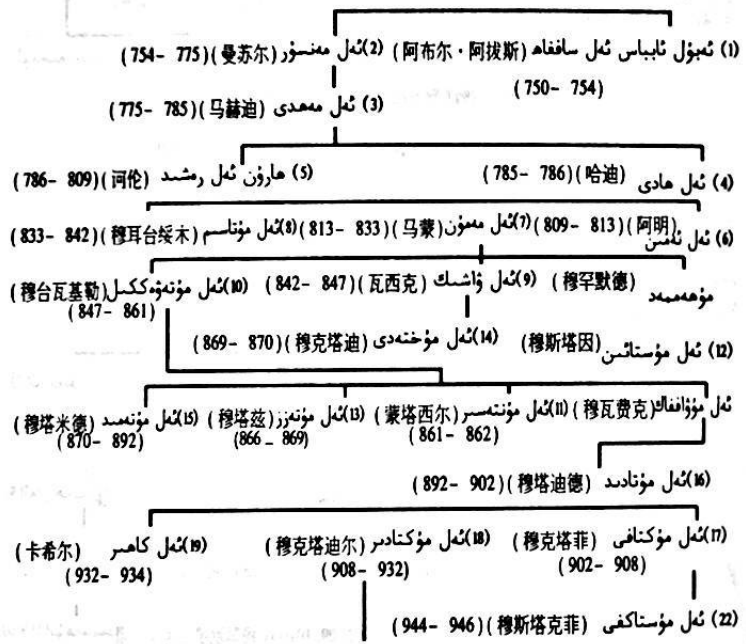 (1) ئەبۇل ئابباس ئەل ساففاھ (阿布尔·阿拔斯) (2)ئەل مەنسۇر (曼苏尔) (754- 775)
(750- 754)
(3) ئەل مەھدى (马赫迪) (775- 785)
(4) ئەل ھادى (哈迪) (785- 786) (5) ھارۇن ئەل رەشىد (诃伦) (786- 809)
(6) ئەل ئەمىن (阿明) (809- 813) (7)ئەل مەمۇن (马蒙) (813- 833) (8)ئەل مۇتاسىم (穆耳台绥木) (833- 842)
مۇھەممەد (穆罕默德) (9)ئەل ۋاشىك (瓦西克) (842- 847) (10)ئەل مۇتەۋەككىل (穆台瓦基勒)
(847- 861)
(12) ئەل مۇستائىن (穆斯塔因) (14)ئەل مۇختەدى (穆克塔迪) (869- 870)
ئەل مۇۋاففاك (穆瓦费克) (11)ئەل مۇنتەسىر (蒙塔西尔) (13)ئەل مۇتەزز (穆塔兹) (15)ئەل مۇتەمىد (穆塔米德)
(861- 862) (866 - 869) (870- 892)
(16)ئەل مۇتادىد (穆塔迪德) (892- 902)
(17)ئەل مۇكتافى (穆克塔菲) (18)ئەل مۇكتادىر (穆克塔迪尔) (19)ئەل كاھىر (卡希尔)
(902- 908) (908- 932) (932- 934)
(22)ئەل مۇستاكفى (穆斯塔克菲) (944- 946)